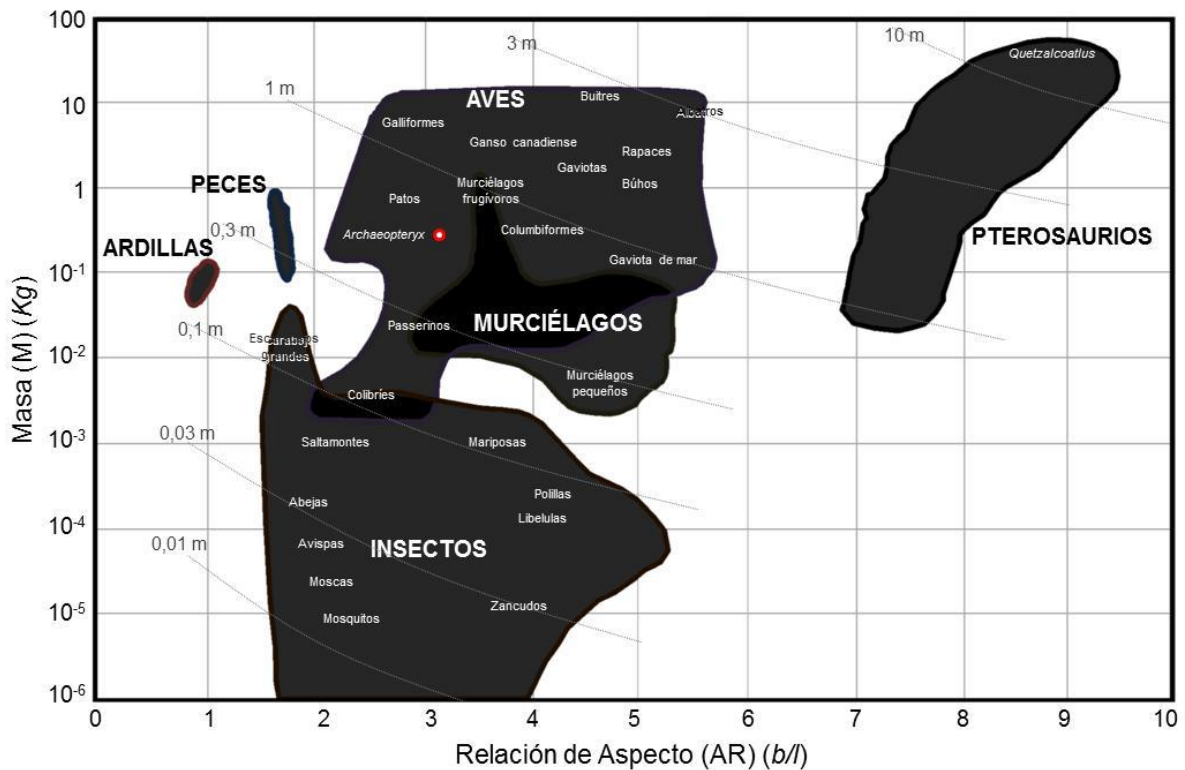 100
10
1
10-1
10-2
10-3
10-4
10-5
10-6
Masa (M) (Kg)
0 1 2 3 4 5 6 7 8 9 10
Relación de Aspecto (AR) (b/l)
10 m
3 m
1 m
0,3 m
0,1 m
0,03 m
0,01 m
Quetzalcoatlus
PTEROSAURIOS
AVES
Buitres
Albatros
Galliformes
Ganso canadiense
Rapaces
Gaviotas
Búhos
Murciélagos
frugívoros
Patos
Archaeopteryx
Columbiformes
Gaviota de mar
PECES
ARDILLAS
Passerinos
MURCIÉLAGOS
Murciélagos
pequeños
Escarabajos
grandes
Colibríes
Saltamontes
Mariposas
Abejas
Polillas
Libelulas
Avispas
INSECTOS
Moscas
Zancudos
Mosquitos